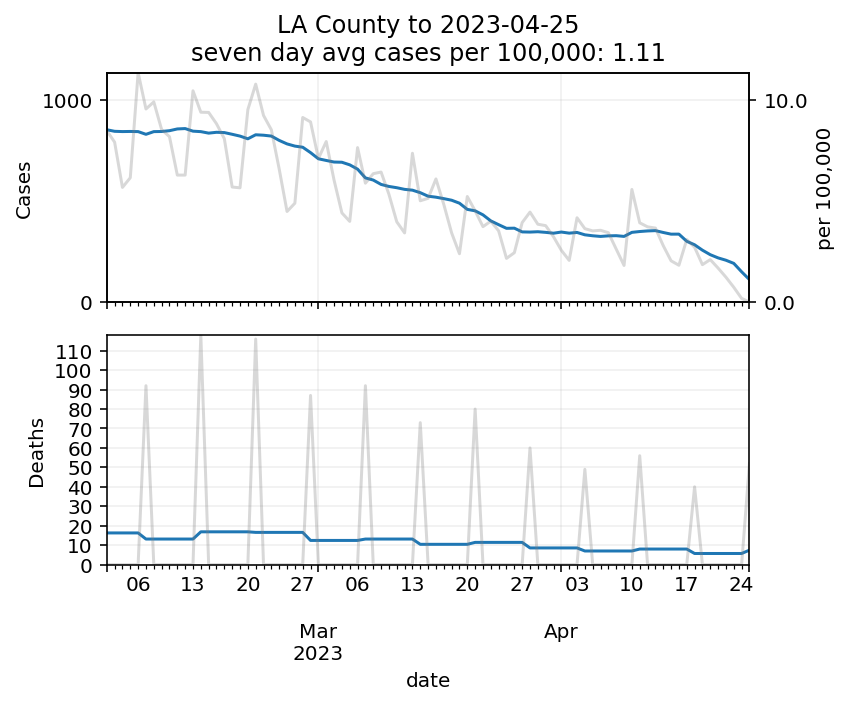 LA County to 2023-04-25
seven day avg cases per 100,000: 1.11
1000
0
Cases
10.0
0.0
per 100,000
110
100
90
80
70
60
50
40
30
20
10
0
Deaths
06 13 20 27 06 13 20 27 03 10 17 24
Mar Apr
2023
date